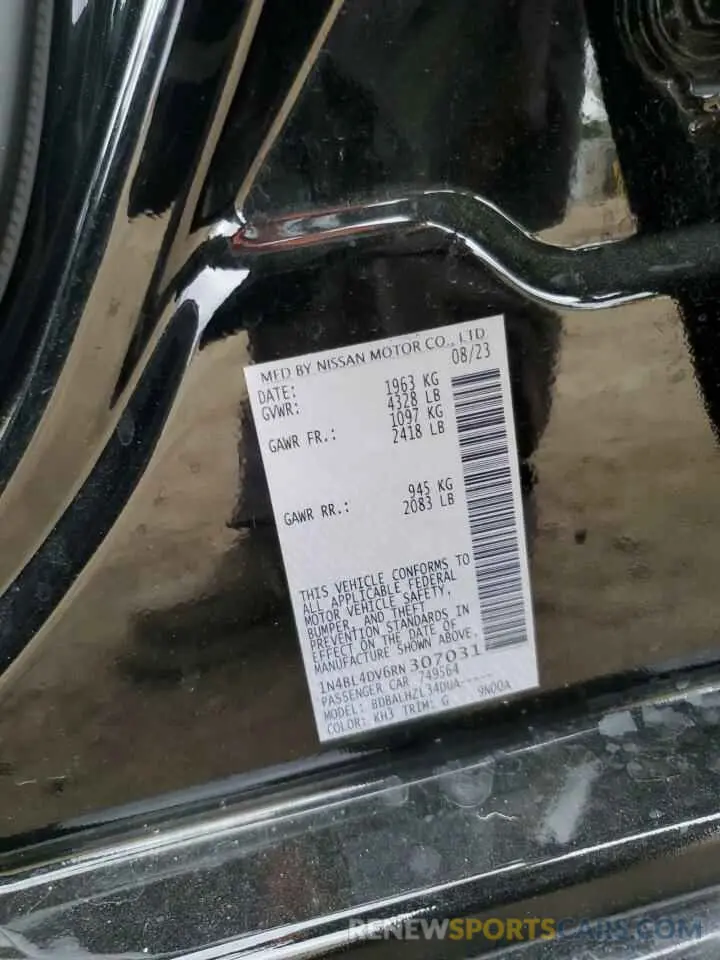 MFD BY NISSAN MOTOR CO., LTD
DATE: 08/23
GVWR: 1963 KG
4328 LB
GAWR FR.: 1097 KG
2418 LB
GAWR RR.: 945 KG
2083 LB
THIS VEHICLE CONFORMS TO
ALL APPLICABLE FEDERAL
MOTOR VEHICLE SAFETY,
BUMPER, AND THEFT
PREVENTION STANDARDS IN
EFFECT ON THE DATE OF
MANUFACTURE SHOWN ABOVE.
1N4BL4DV6RN307031
PASSENGER CAR 749564
MODEL: BDBALHZL34DUA-----
COLOR: KH3 TRIM: G 9N00A
RENEWSPORTSCARS.COM